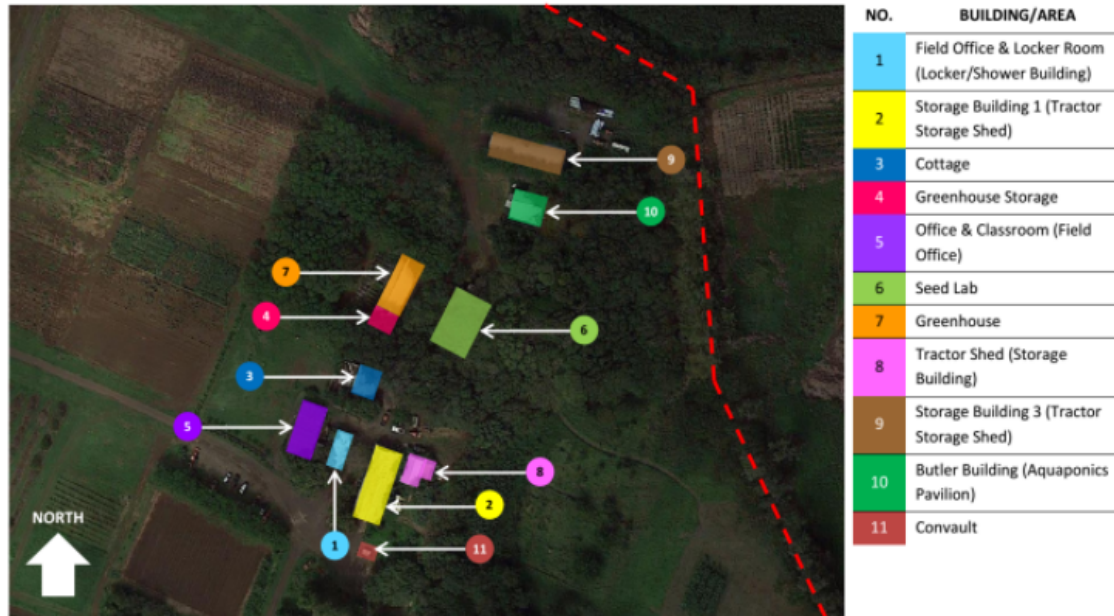 NO. BUILDING/AREA
1 Field Office & Locker Room
(Locker/Shower Building)
2 Storage Building 1 (Tractor
Storage Shed)
3 Cottage
4 Greenhouse Storage
5 Office & Classroom (Field
Office)
6 Seed Lab
7 Greenhouse
8 Tractor Shed (Storage
Building)
9 Storage Building 3 (Tractor
Storage Shed)
10 Butler Building (Aquaponics
Pavilion)
11 Convault
9
10
7
4
6
3
5
8
2
1
11
NORTH